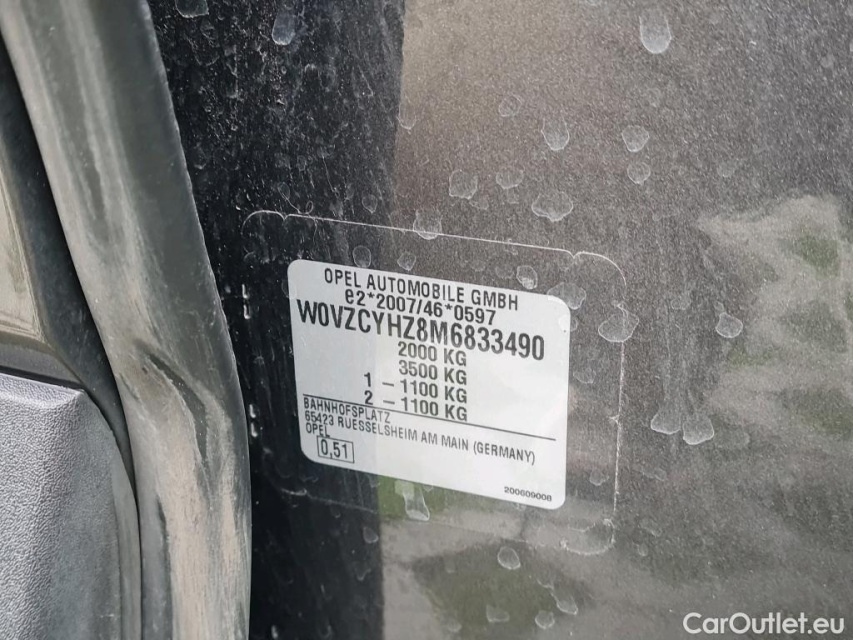 OPEL AUTOMOBILE GMBH
e2*2007/46*0597
W0VZCYHZ8M6833490
2000 KG
3500 KG
1 - 1100 KG
2 - 1100 KG
BAHNHOFSPLATZ
65423 RUESSELSHEIM AM MAIN (GERMANY)
OPEL
0,51
200609008
CarOutlet.eu